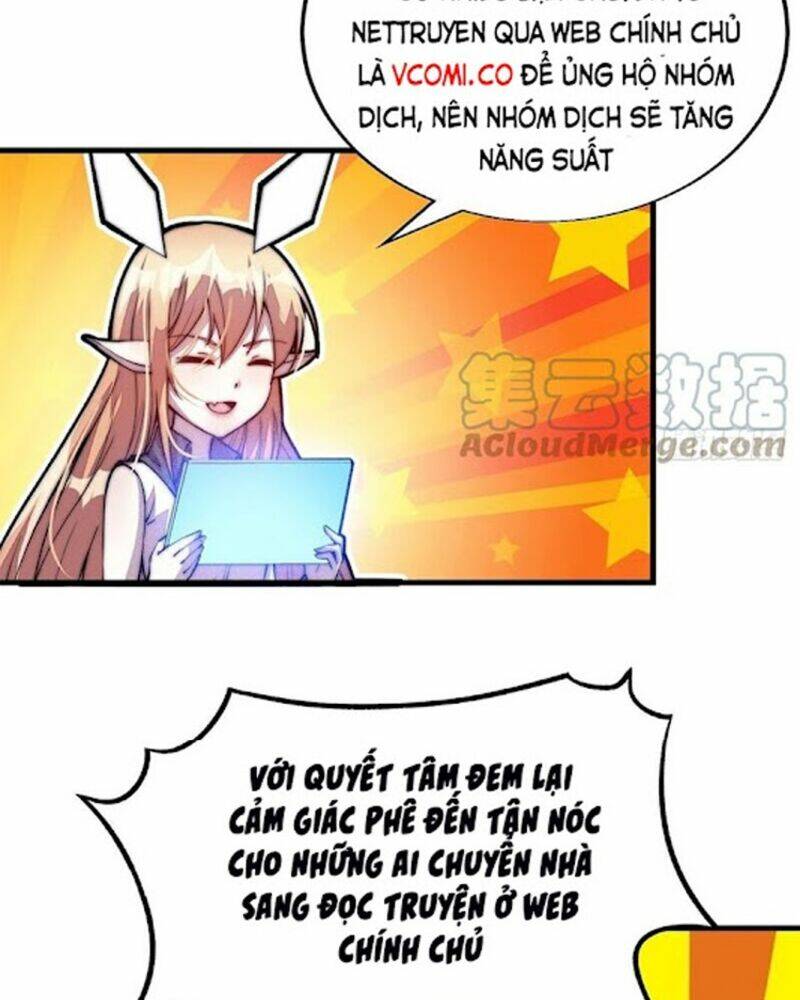 NETTRUYEN QUA WEB CHÍNH CHỦ
LÀ VCOMI.CO ĐỂ ỦNG HỘ NHÓM
DỊCH, NÊN NHÓM DỊCH SẼ TĂNG
NĂNG SUẤT
集云数据
ACloudMerge.com
VỚI QUYẾT TÂM ĐEM LẠI
CẢM GIÁC PHÊ ĐẾN TẬN NÓC
CHO NHỮNG AI CHUYỂN NHÀ
SANG ĐỌC TRUYỆN Ở WEB
CHÍNH CHỦ